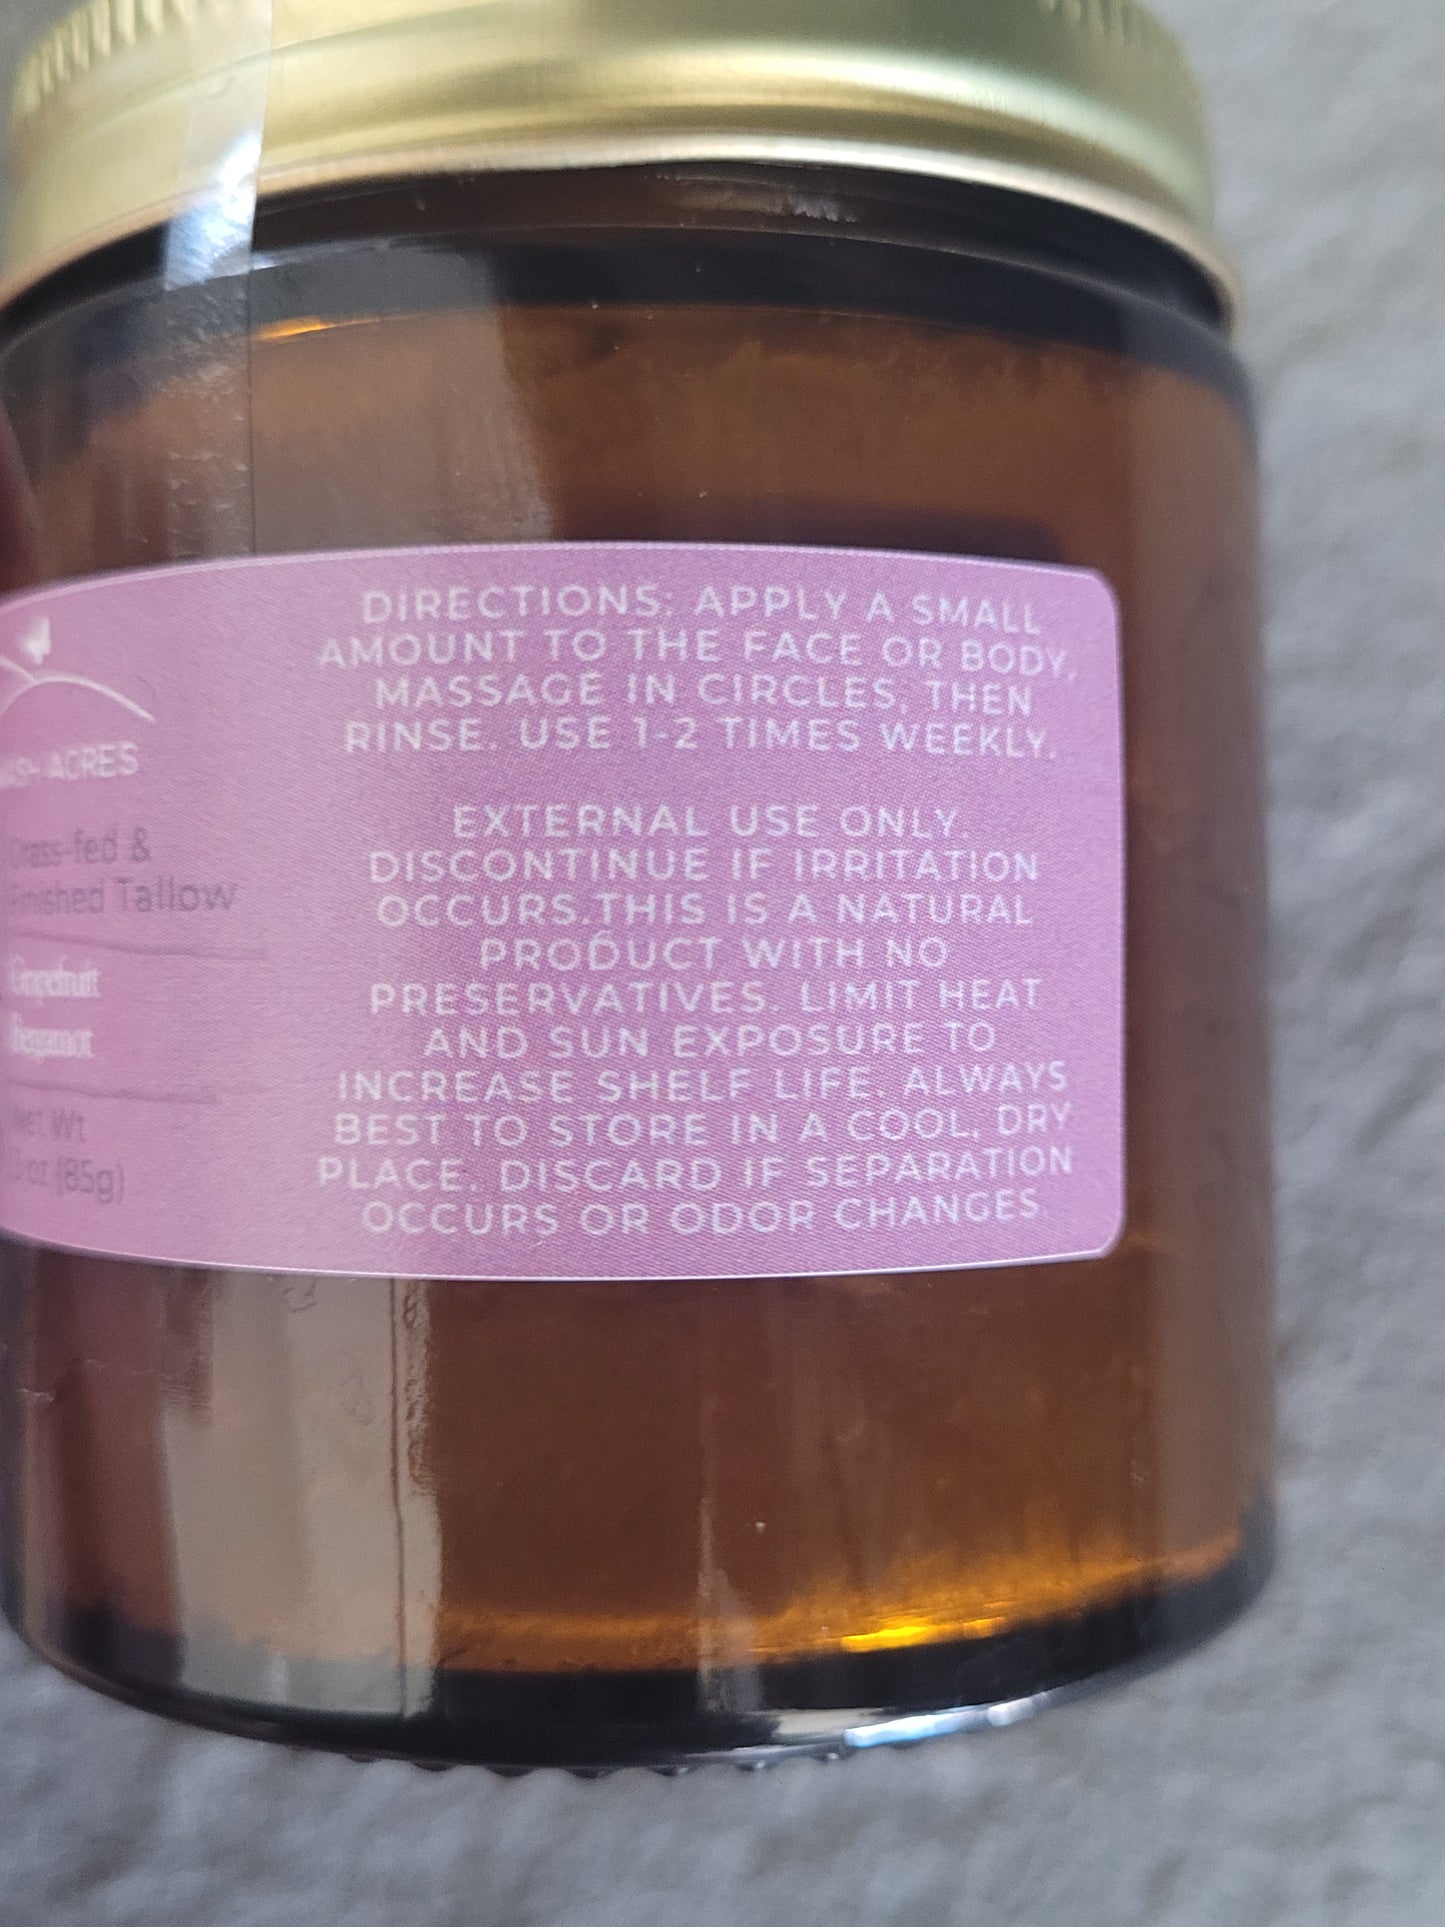 ACRES
Grass-fed &
Finished Tallow
Grapefruit
Bergamot
Net Wt
oz (85g)
DIRECTIONS: APPLY A SMALL
AMOUNT TO THE FACE OR BODY,
MASSAGE IN CIRCLES, THEN
RINSE. USE 1-2 TIMES WEEKLY.
EXTERNAL USE ONLY.
DISCONTINUE IF IRRITATION
OCCURS.THIS IS A NATURAL
PRODUCT WITH NO
PRESERVATIVES. LIMIT HEAT
AND SUN EXPOSURE TO
INCREASE SHELF LIFE. ALWAYS
BEST TO STORE IN A COOL, DRY
PLACE. DISCARD IF SEPARATION
OCCURS OR ODOR CHANGES